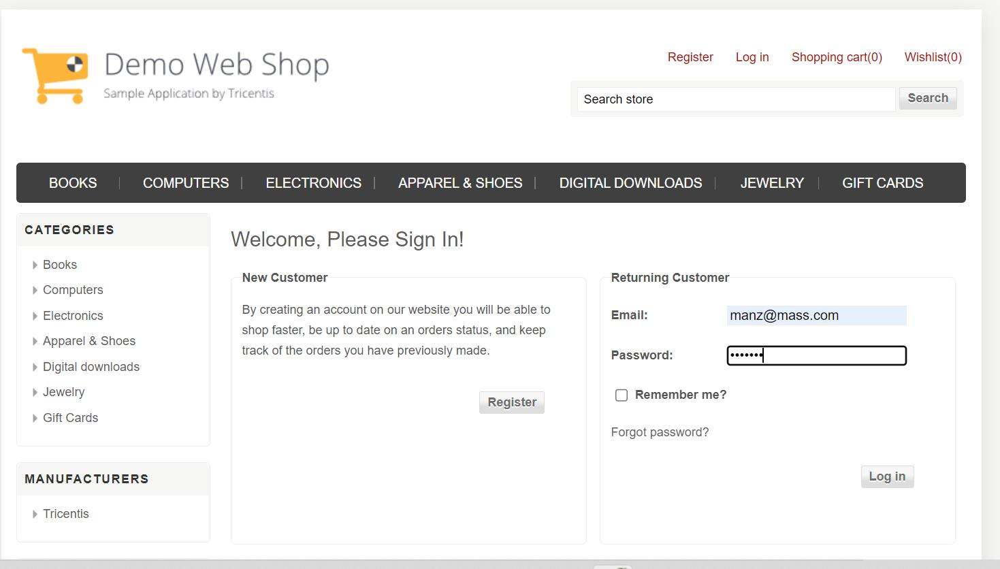 Demo Web Shop
Sample Application by Tricentis
Register Log in Shopping cart(0) Wishlist(0)
Search store Search
BOOKS COMPUTERS ELECTRONICS APPAREL & SHOES DIGITAL DOWNLOADS JEWELRY GIFT CARDS
CATEGORIES
Books
Computers
Electronics
Apparel & Shoes
Digital downloads
Jewelry
Gift Cards
MANUFACTURERS
Tricentis
Welcome, Please Sign In!
New Customer
By creating an account on our website you will be able to
shop faster, be up to date on an orders status, and keep
track of the orders you have previously made.
Register
Returning Customer
Email: manz@mass.com
Password: •••••••
Remember me?
Forgot password?
Log in